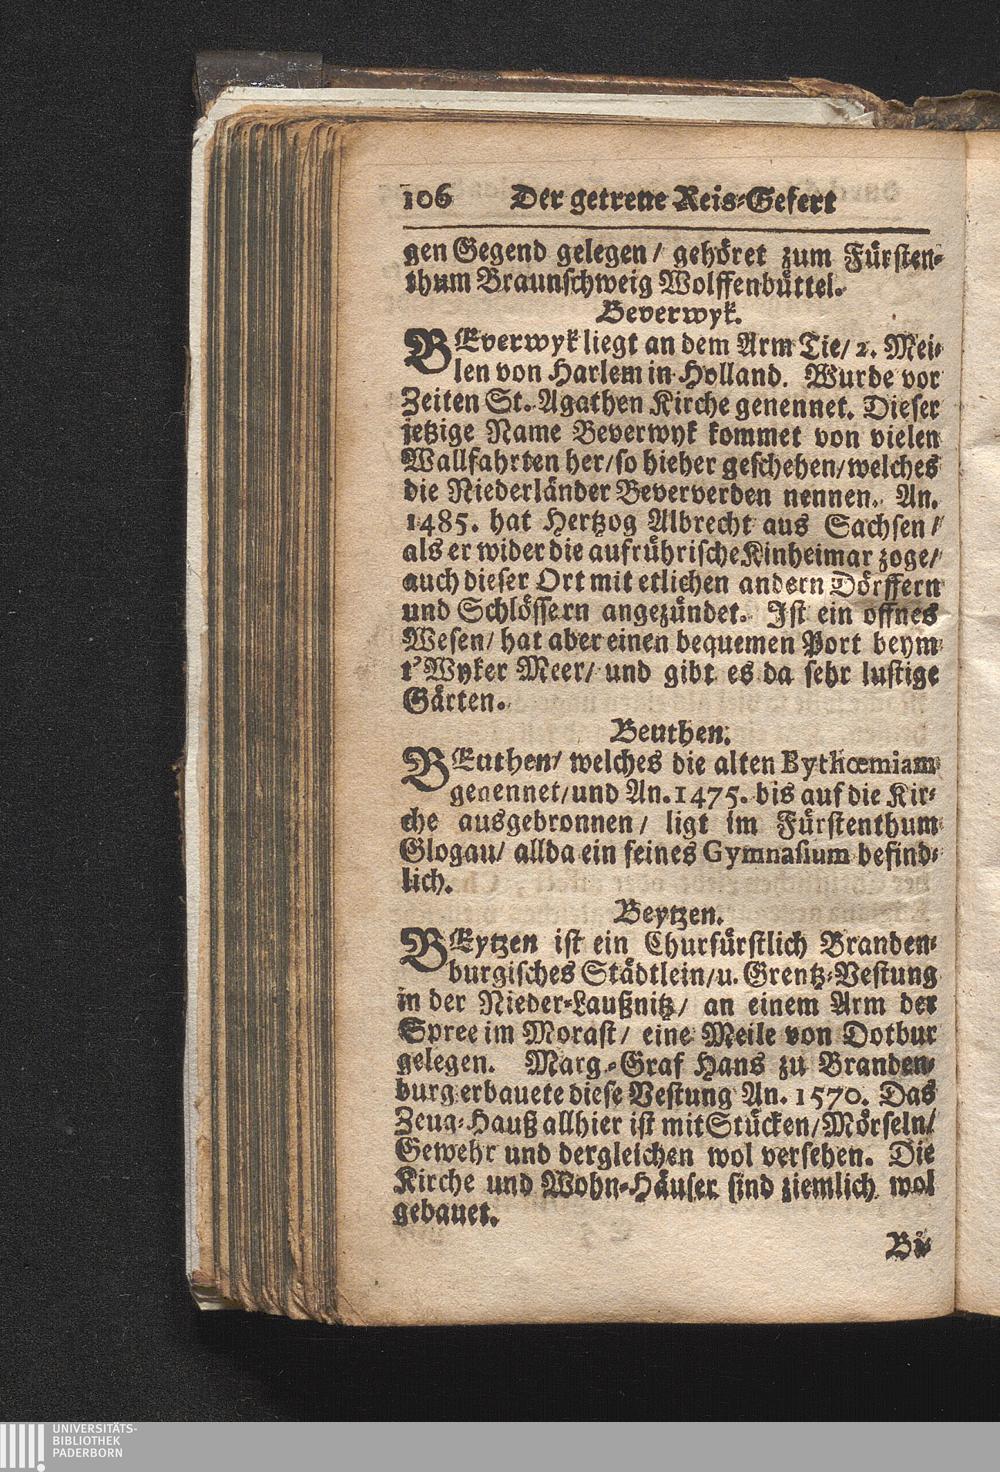 106 Der getreue Reis-Gefert
gen Gegend gelegen / gehöret zum Fürsten-
thum Braunschweig Wolffenbüttel.
Beverwyk.
BEverwyk liegt an dem Arm Tie / 2. Mei-
len von Harlem in Holland. Wurde vor
Zeiten St. Agathen Kirche genennet. Dieser
jetzige Name Beverwyk kommet von vielen
Wallfahrten her / so hieher geschehen / welches
die Niederländer Beververden nennen. An.
1485. hat Hertzog Albrecht aus Sachsen /
als er wider die aufrührische Kinheimar zoge /
auch dieser Ort mit etlichen andern Dörffern
und Schlössern angezündet. Ist ein offnes
Wesen / hat aber einen bequemen Port beym
t'Wyker Meer / und gibt es da sehr lustige
Gärten.
Beuthen.
BEuthen / welches die alten Bythœmiam
genennet / und An. 1475. bis auf die Kir-
che ausgebronnen / ligt im Fürstenthum
Glogau / allda ein feines Gymnasium befind-
lich.
Beytzen.
BEytzen ist ein Churfürstlich Branden-
burgisches Städtlein / u. Grentz-Vestung
in der Nieder-Laußnitz / an einem Arm der
Spree im Morast / eine Meile von Dotbur
gelegen. Marg-Graf Hans zu Branden-
burg erbauete diese Vestung An. 1570. Das
Zeug-Hauß allhier ist mit Stücken / Mörseln /
Gewehr und dergleichen wol versehen. Die
Kirche und Wohn-Häuser sind ziemlich wol
gebauet.
Bi-
UNIVERSITÄTS-
BIBLIOTHEK
PADERBORN